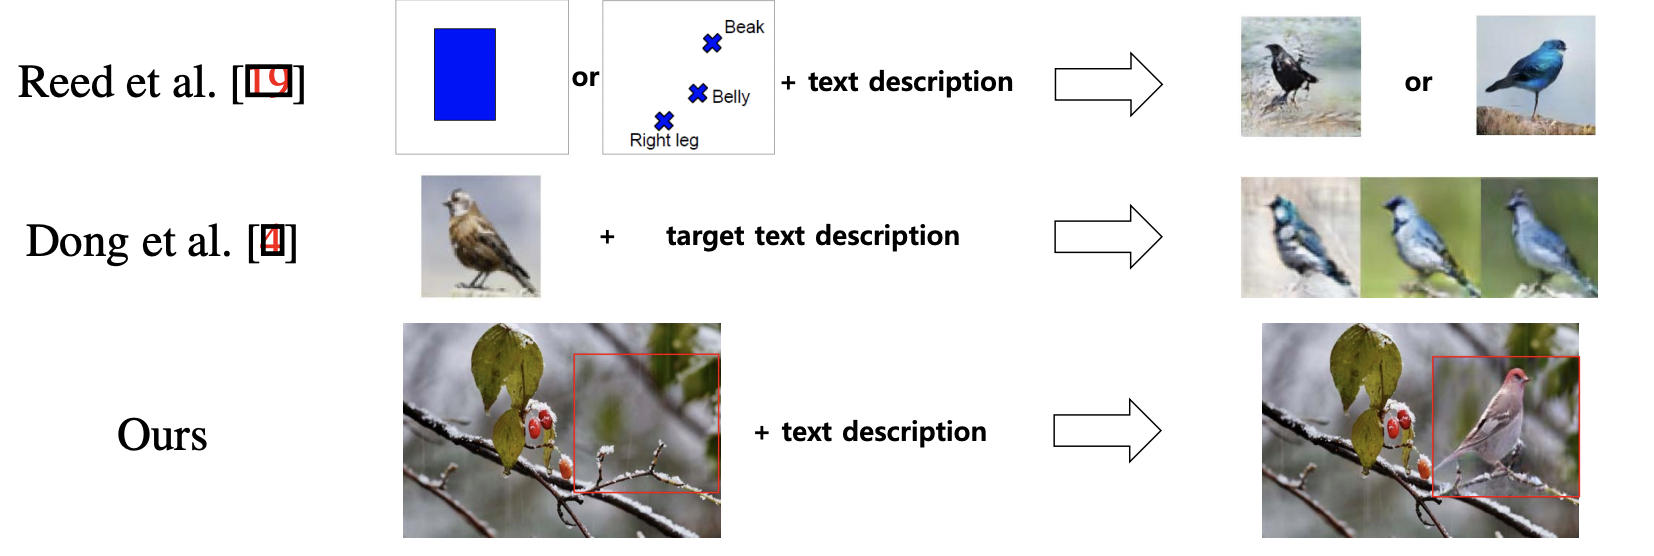 Reed et al. [19]
or
Beak
Belly
Right leg
+ text description
or
Dong et al. [4]
+ target text description
Ours
+ text description